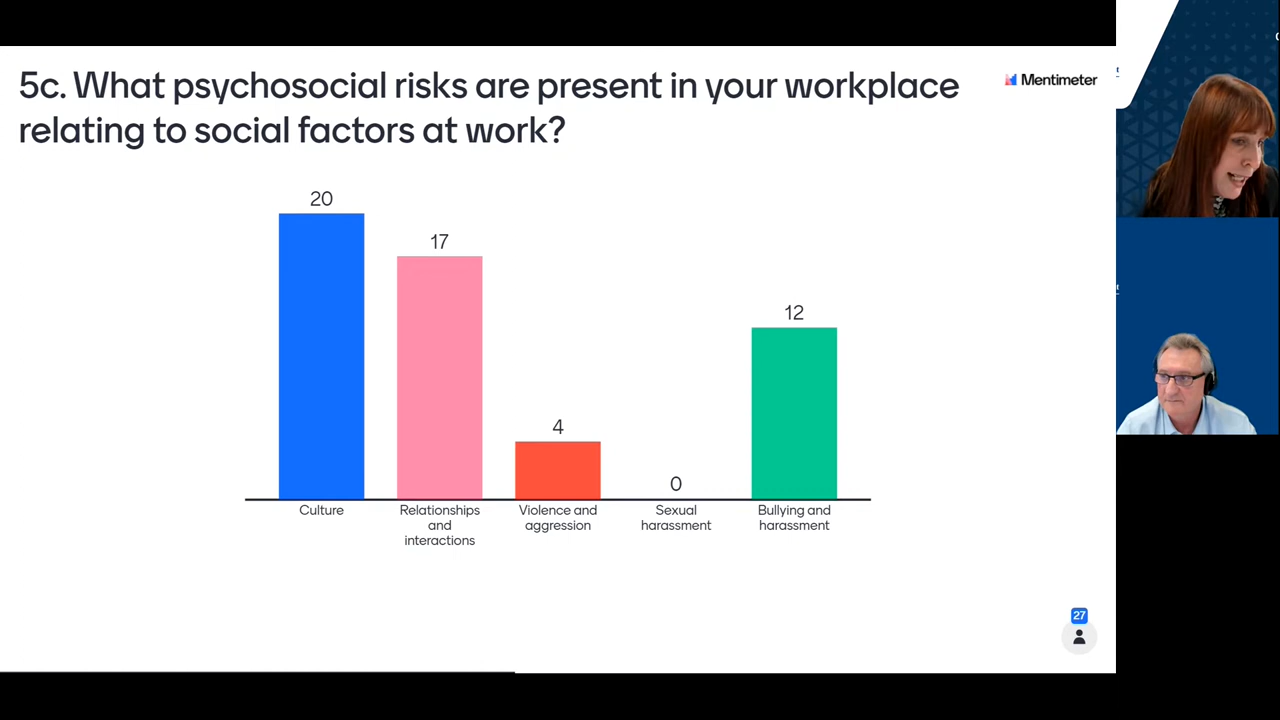 5c. What psychosocial risks are present in your workplace
relating to social factors at work?
Mentimeter
20
17
4
0
12
Culture
Relationships
and
interactions
Violence and
aggression
Sexual
harassment
Bullying and
harassment
27